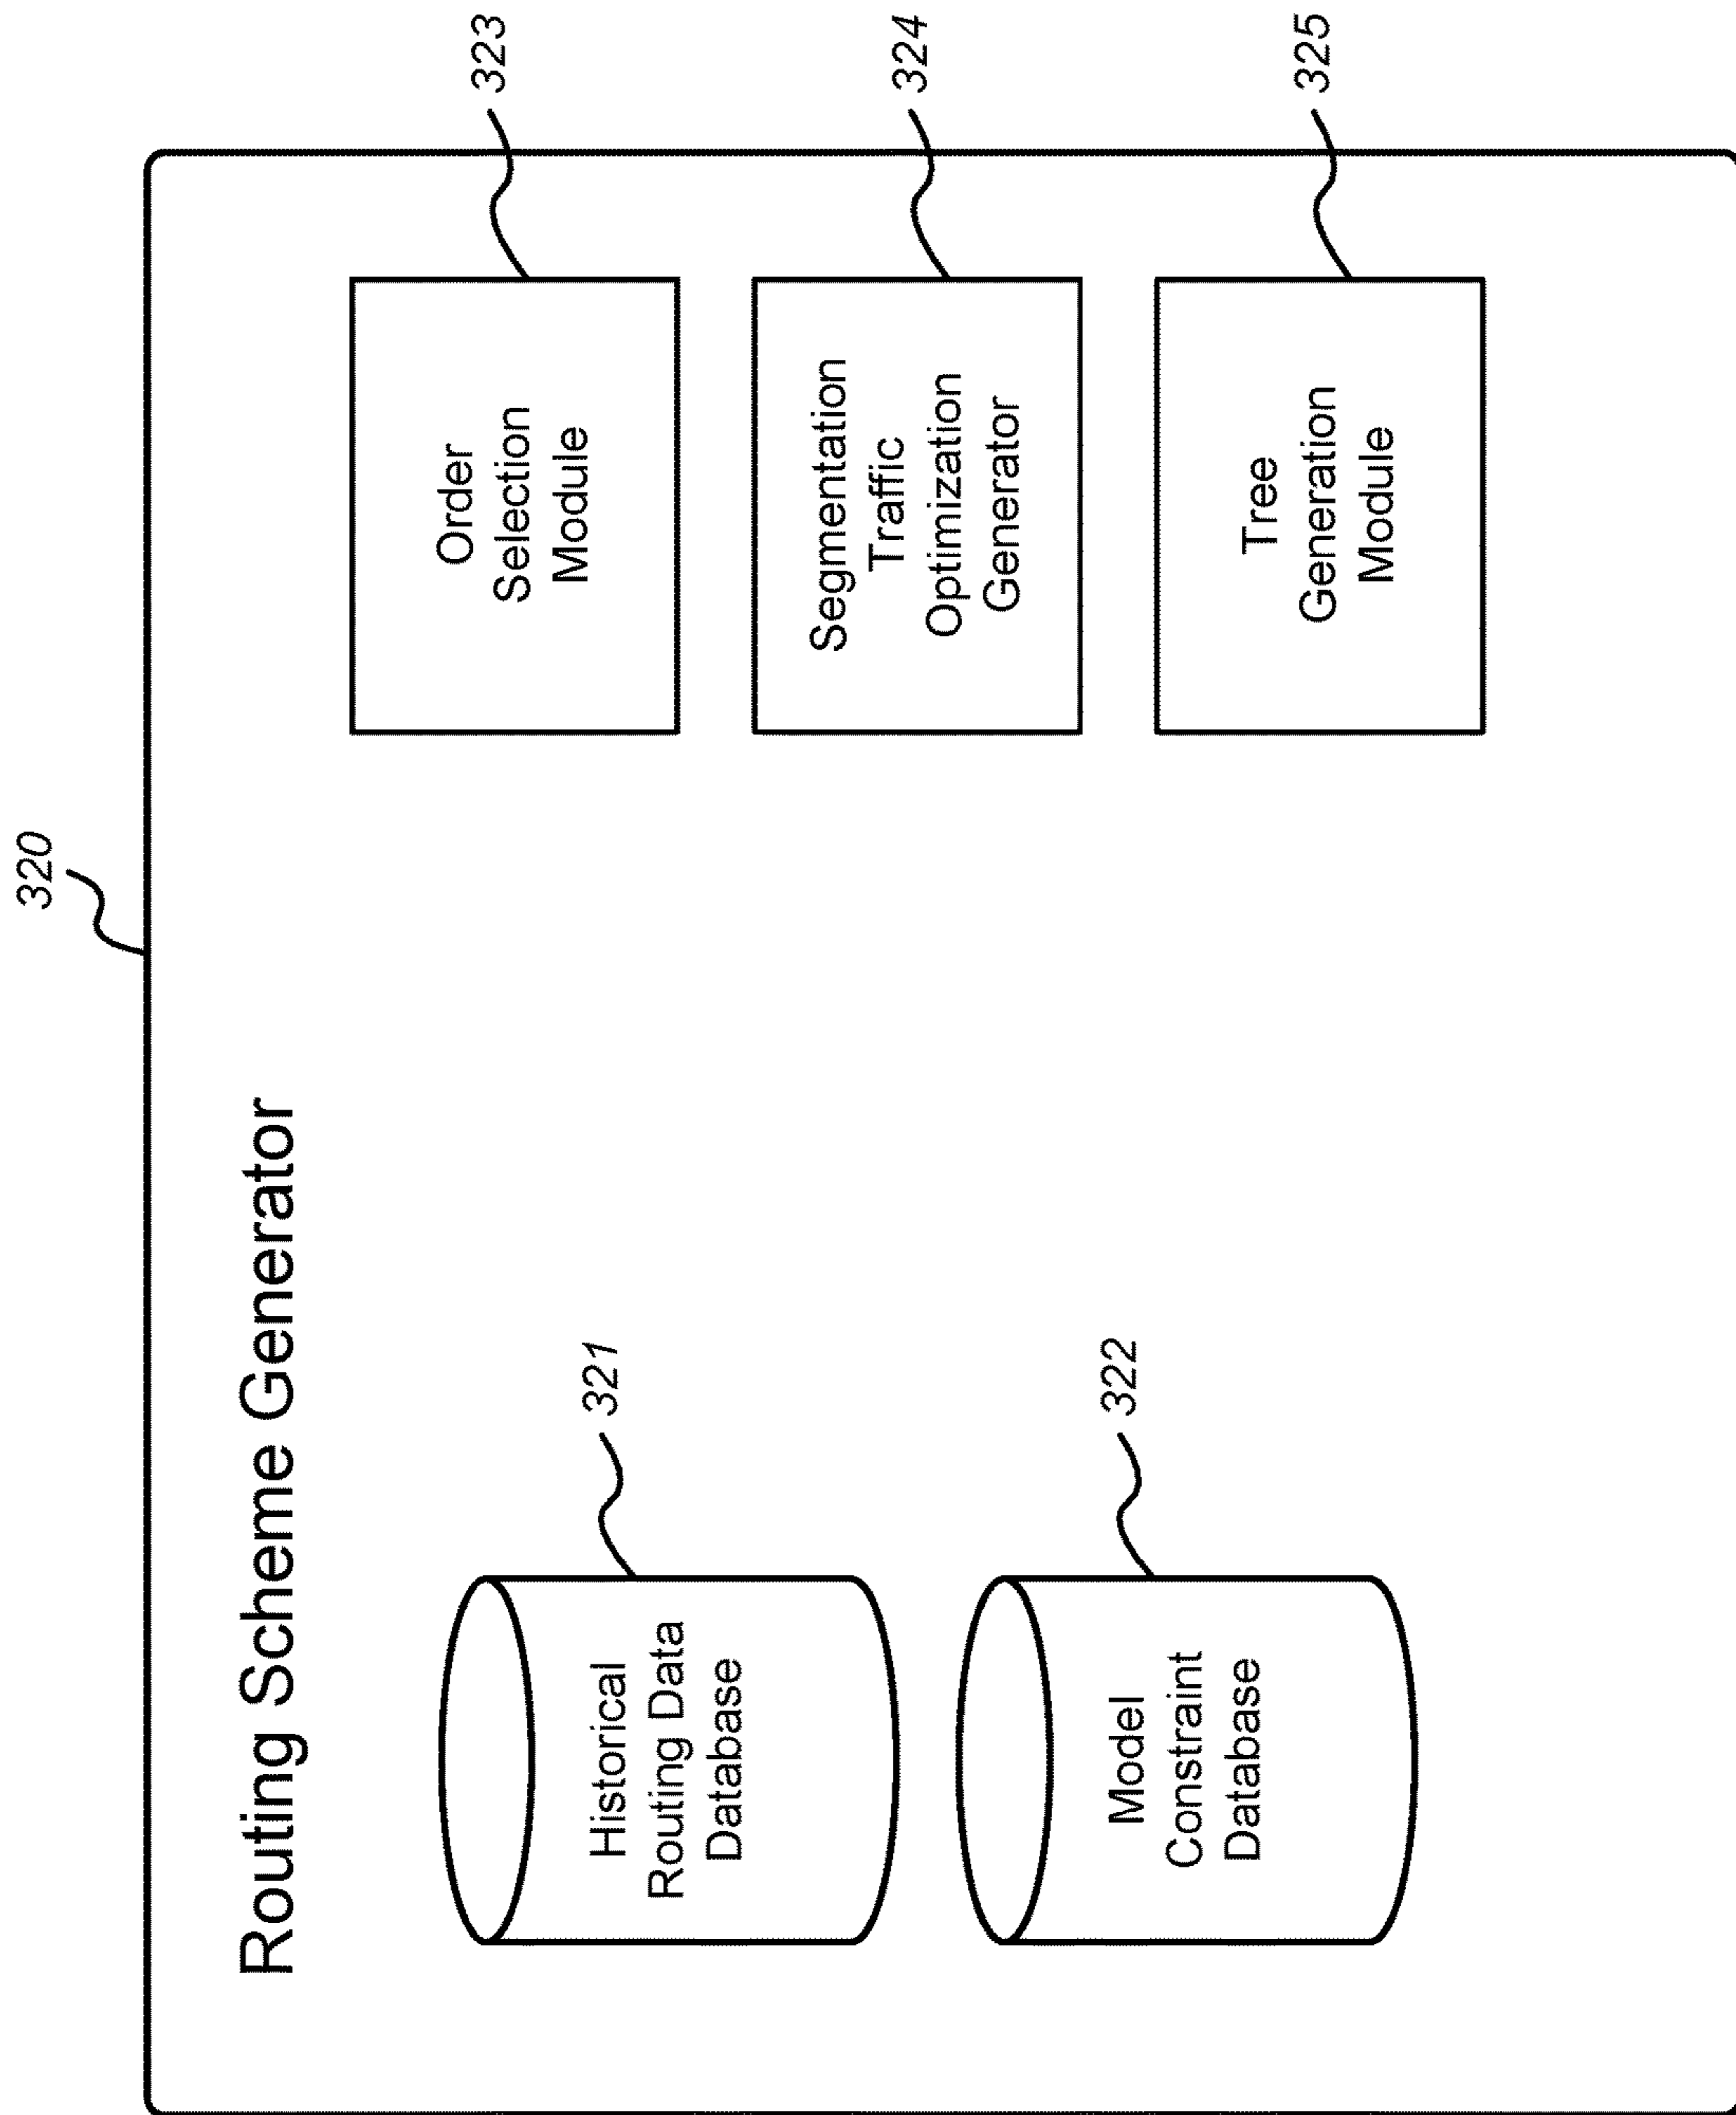 320
Routing Scheme Generator
321
Historical
Routing Data
Database
322
Model
Constraint
Database
323
Order
Selection
Module
324
Segmentation
Traffic
Optimization
Generator
325
Tree
Generation
Module